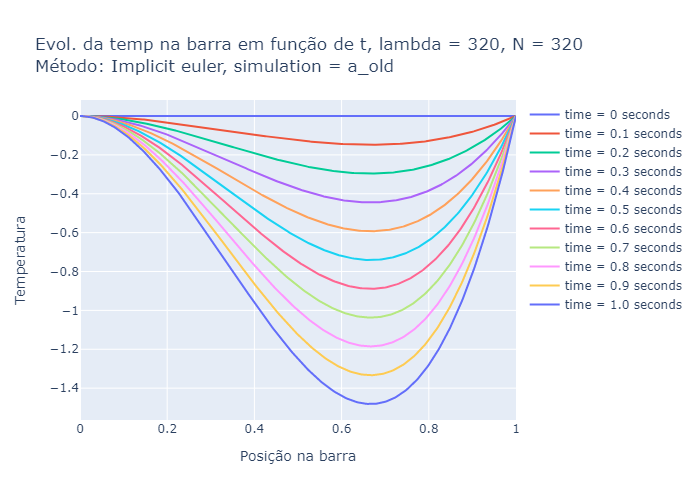 Evol. da temp na barra em função de t, lambda = 320, N = 320
Método: Implicit euler, simulation = a_old
0
−0.2
−0.4
−0.6
−0.8
−1
−1.2
−1.4
Temperatura
0
0.2
0.4
0.6
0.8
1
Posição na barra
time = 0 seconds
time = 0.1 seconds
time = 0.2 seconds
time = 0.3 seconds
time = 0.4 seconds
time = 0.5 seconds
time = 0.6 seconds
time = 0.7 seconds
time = 0.8 seconds
time = 0.9 seconds
time = 1.0 seconds